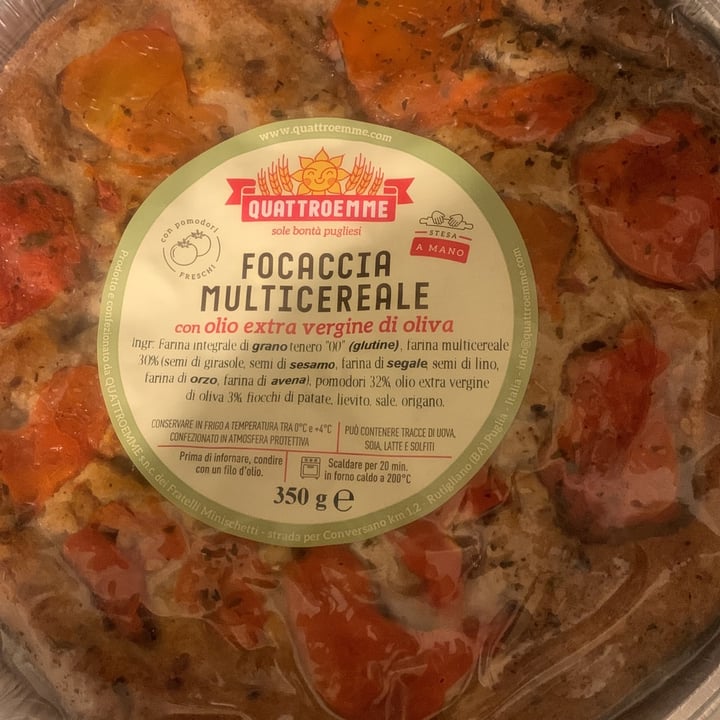 www.quattroemme.com
QUATTROEMME
sole bontà pugliesi
con pomodori
FRESCHI
STESA
A MANO
FOCACCIA
MULTICEREALE
con olio extra vergine di oliva
Ingr: Farina integrale di grano tenero "00" (glutine), farina multicereale
30% (semi di girasole, semi di sesamo, farina di segale, semi di lino,
farina di orzo, farina di avena), pomodori 32%, olio extra vergine
di oliva 3%, fiocchi di patate, lievito, sale, origano.
CONSERVARE IN FRIGO A TEMPERATURA TRA 0°C e +4°C
CONFEZIONATO IN ATMOSFERA PROTETTIVA
PUÒ CONTENERE TRACCE DI UOVA,
SOIA, LATTE E SOLFITI
Prima di infornare, condire
con un filo d'olio.
Scaldare per 20 min.
in forno caldo a 200°C
350 g e
Prodotto e confezionato da QUATTROEMME s.n.c. dei Fratelli Minischetti - strada per Conversano km 1,2 - Rutigliano (BA) Puglia - Italia - info@quattroemme.com